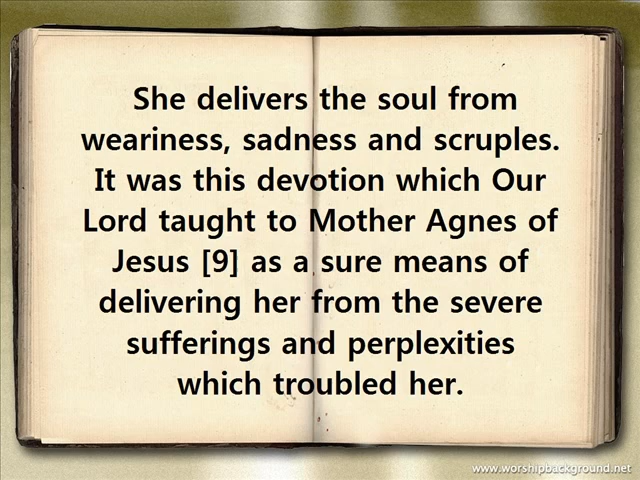 She delivers the soul from
weariness, sadness and scruples.
It was this devotion which Our
Lord taught to Mother Agnes of
Jesus [9] as a sure means of
delivering her from the severe
sufferings and perplexities
which troubled her.
www.worshipbackground.net